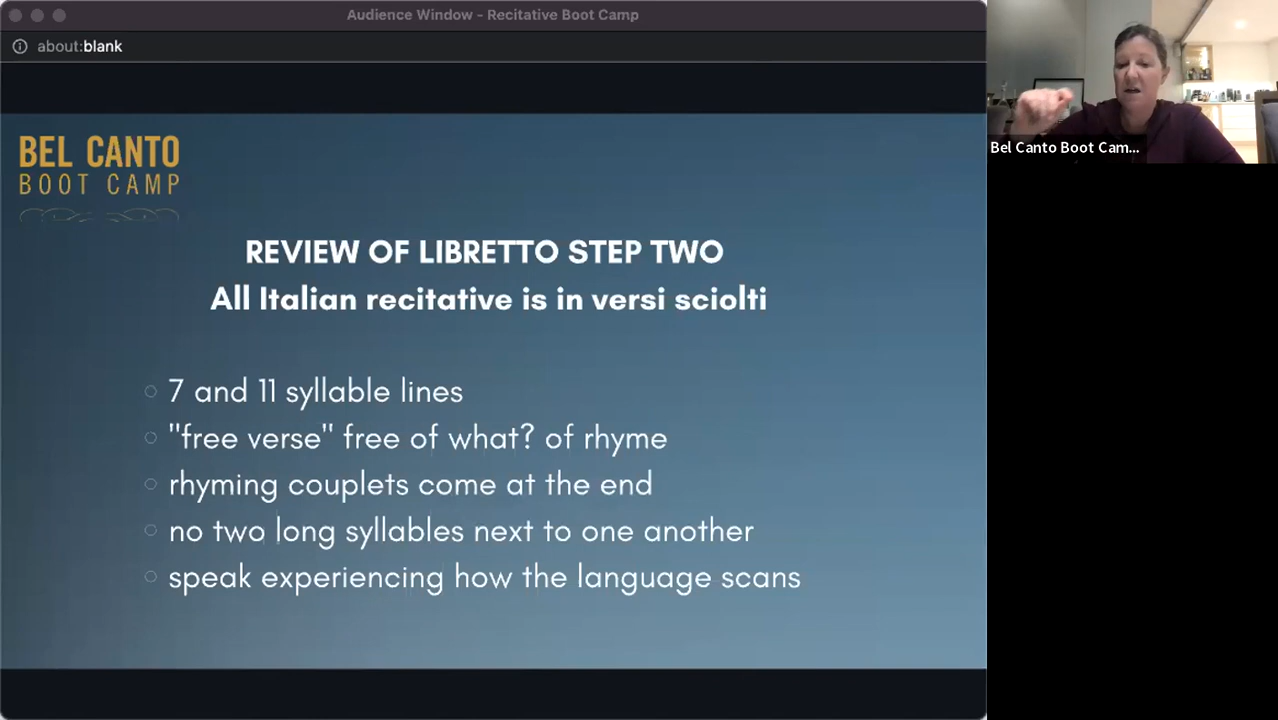 Audience Window - Recitative Boot Camp
about:blank
BEL CANTO
BOOT CAMP
Bel Canto Boot Cam...
REVIEW OF LIBRETTO STEP TWO
All Italian recitative is in versi sciolti
7 and 11 syllable lines
"free verse" free of what? of rhyme
rhyming couplets come at the end
no two long syllables next to one another
speak experiencing how the language scans